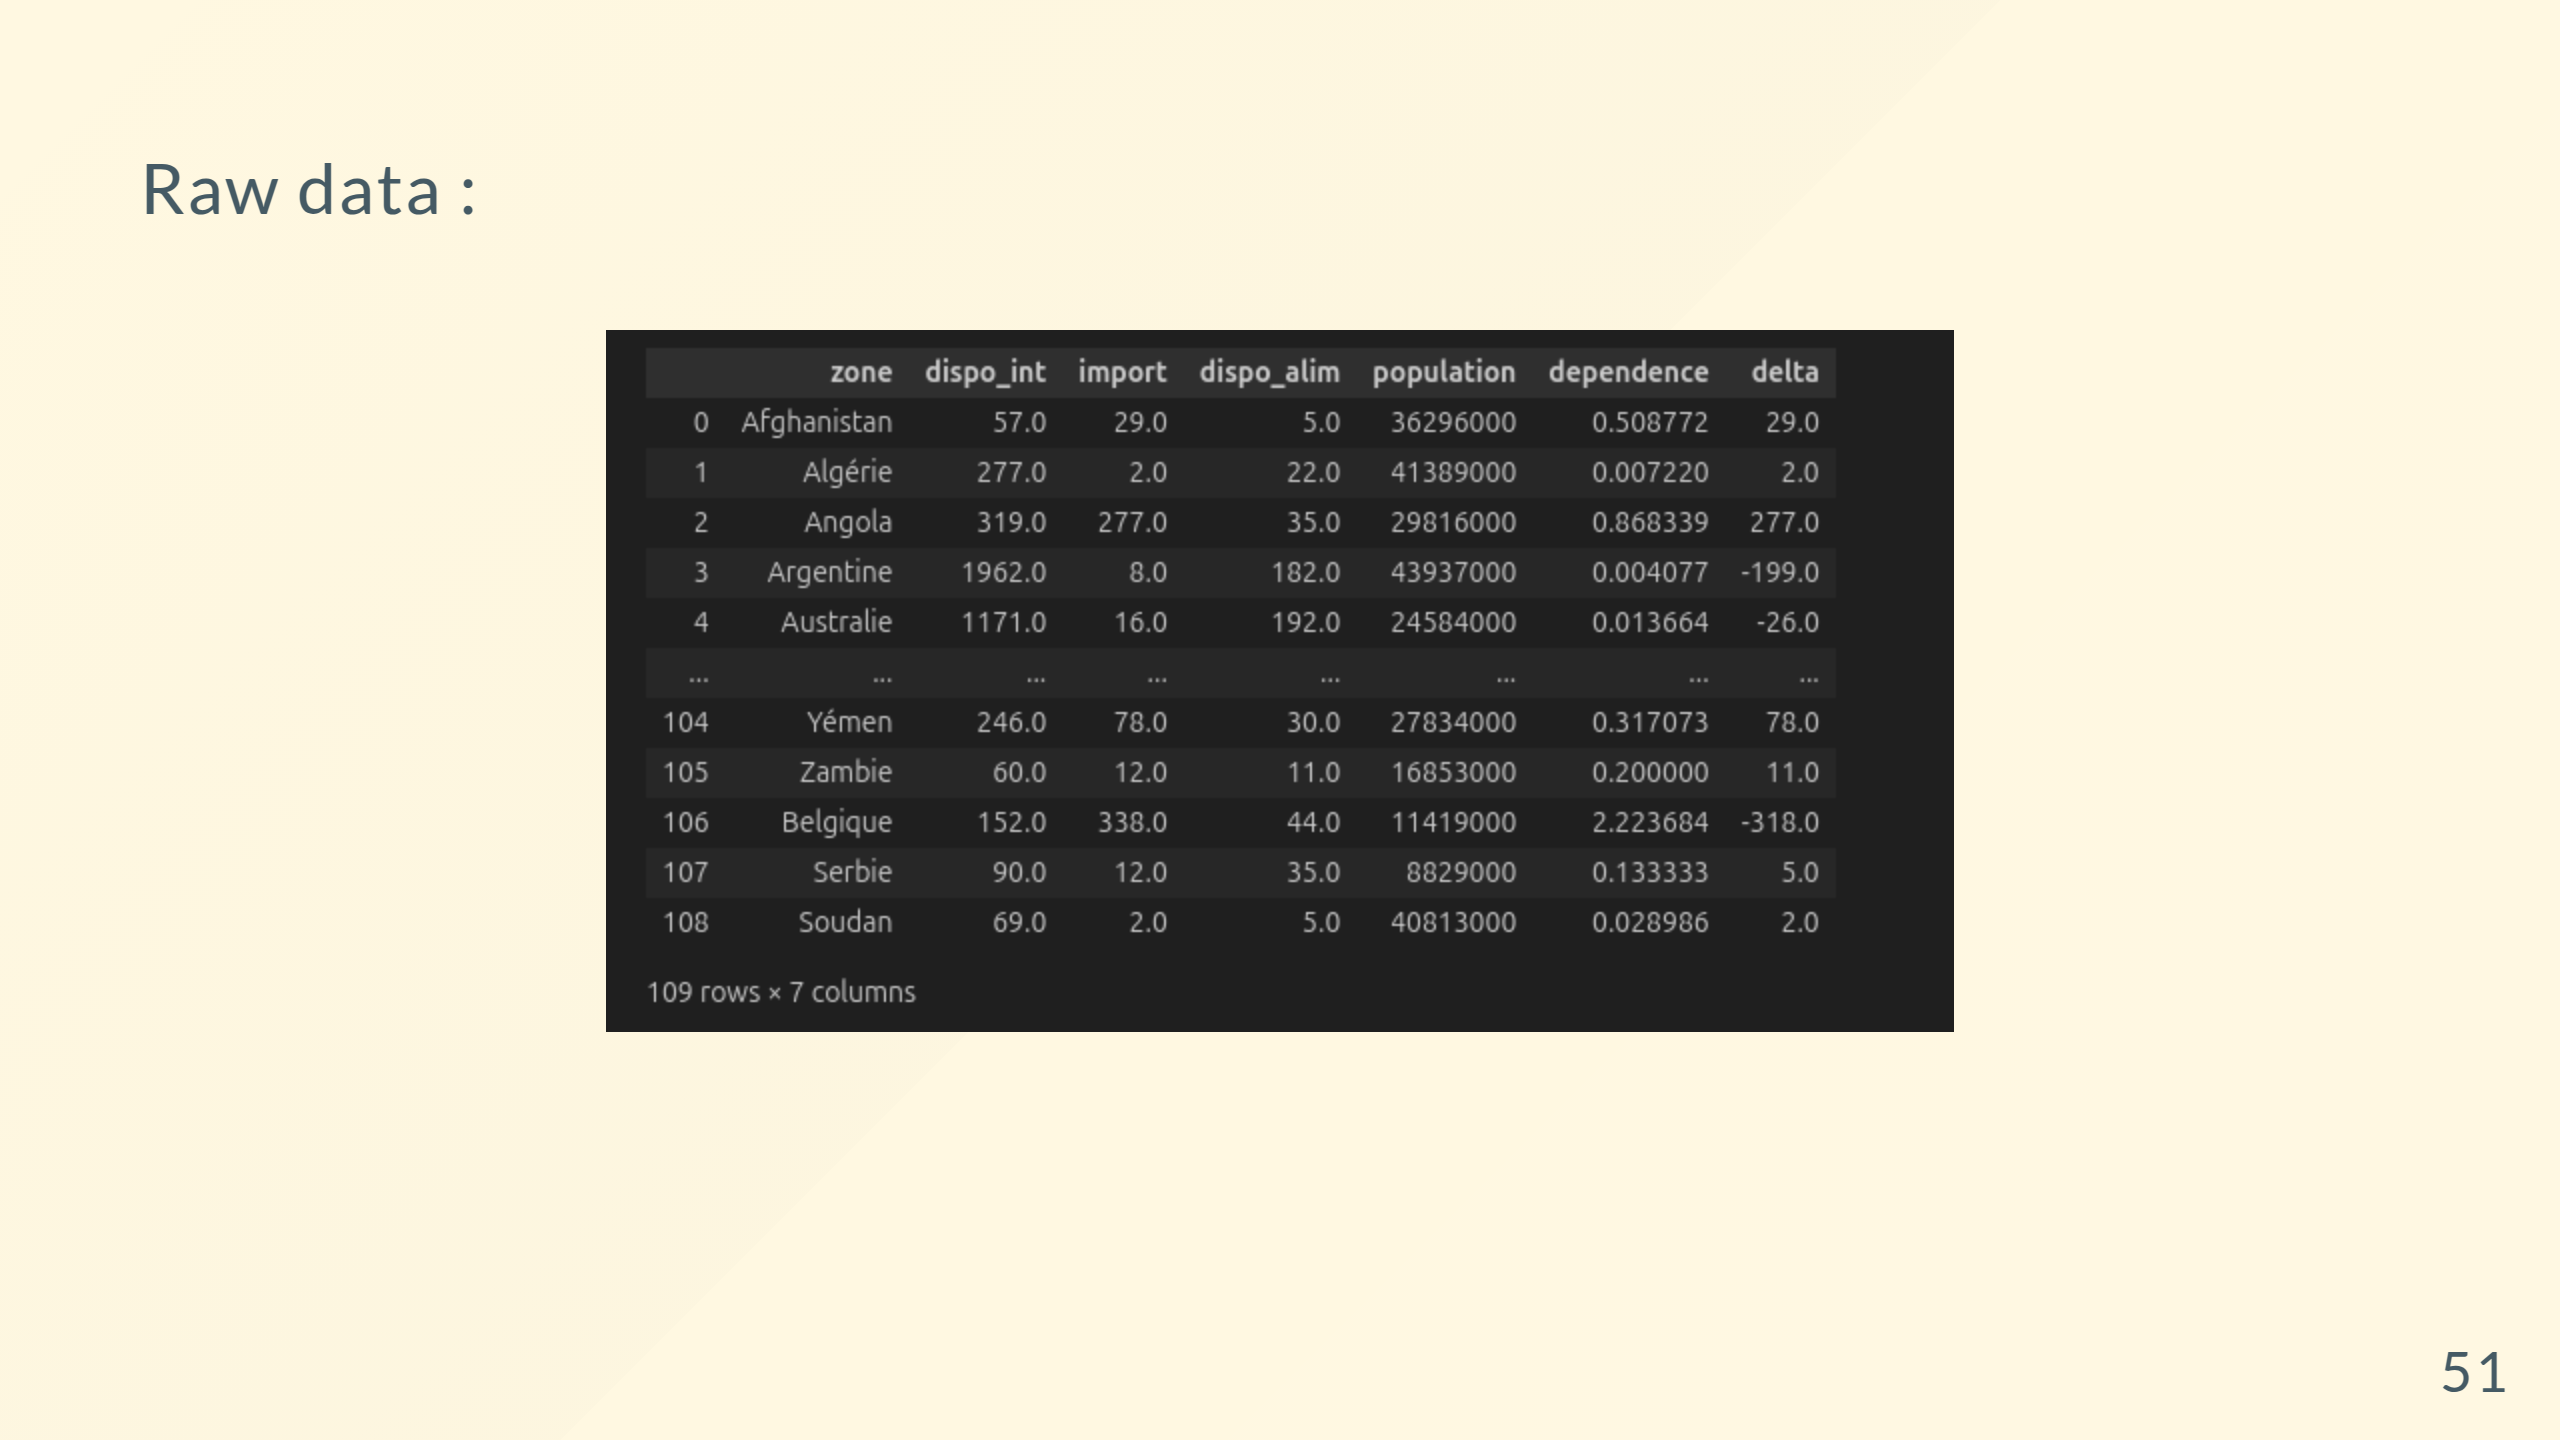 Raw data :
zone dispo_int import dispo_alim population dependence delta
0 Afghanistan 57.0 29.0 5.0 36296000 0.508772 29.0
1 Algérie 277.0 2.0 22.0 41389000 0.007220 2.0
2 Angola 319.0 277.0 35.0 29816000 0.868339 277.0
3 Argentine 1962.0 8.0 182.0 43937000 0.004077 -199.0
4 Australie 1171.0 16.0 192.0 24584000 0.013664 -26.0
... ... ... ... ... ... ... ...
104 Yémen 246.0 78.0 30.0 27834000 0.317073 78.0
105 Zambie 60.0 12.0 11.0 16853000 0.200000 11.0
106 Belgique 152.0 338.0 44.0 11419000 2.223684 -318.0
107 Serbie 90.0 12.0 35.0 8829000 0.133333 5.0
108 Soudan 69.0 2.0 5.0 40813000 0.028986 2.0
109 rows × 7 columns
51